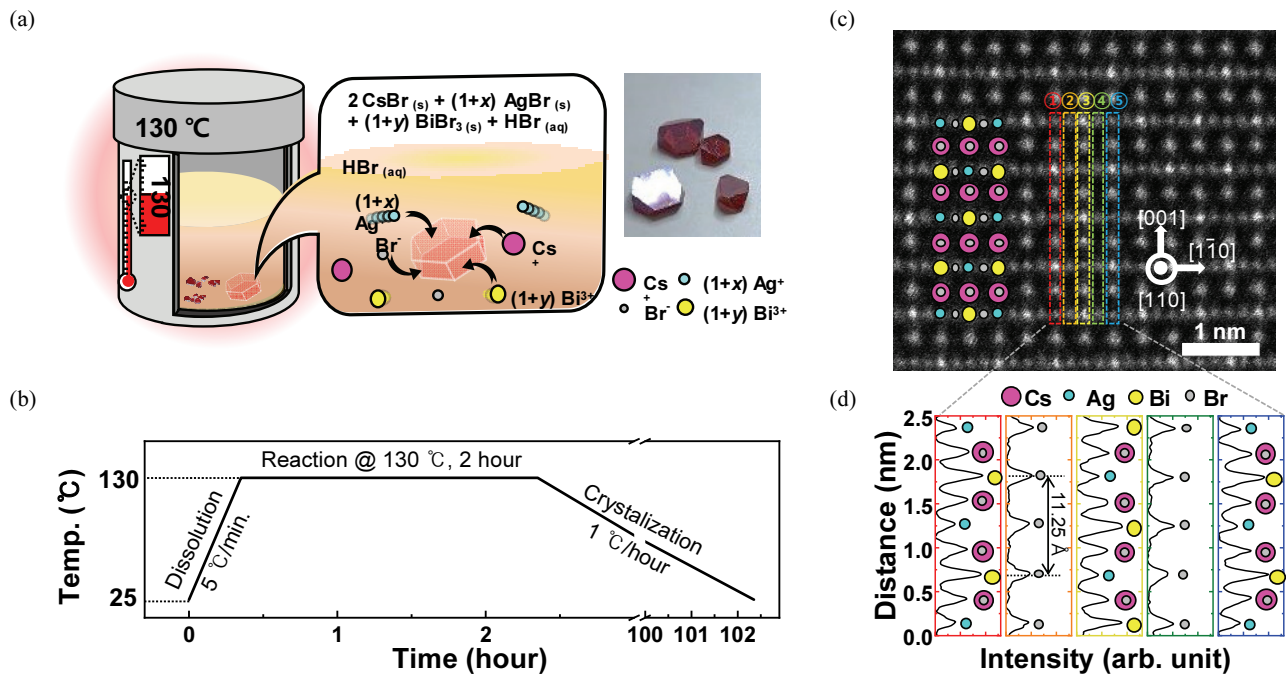 (a)
130 ℃
130
2 CsBr (s) + (1+x) AgBr (s)
+ (1+y) BiBr3 (s) + HBr (aq)
HBr (aq)
(1+x)
Ag
Br-
Cs
+
(1+y) Bi3+
Cs
+
(1+x) Ag+
Br-
(1+y) Bi3+
(b)
Temp. (℃)
130
25
Dissolution
5 ℃/min.
Reaction @ 130 ℃, 2 hour
Crystalization
1 ℃/hour
0
1
2
100
101
102
Time (hour)
(c)
① ② ③ ④ ⑤
[001]
[11̄0]
[110]
1 nm
(d)
Cs Ag Bi Br
Distance (nm)
2.5
2.0
1.5
1.0
0.5
0.0
11.25 Å
Intensity (arb. unit)